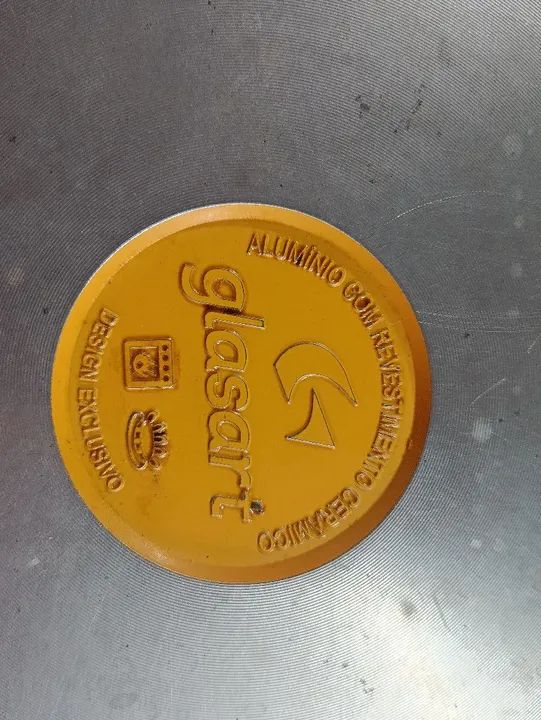 ALUMÍNIO COM REVESTIMENTO CERÂMICO
glasart
DESIGN EXCLUSIVO